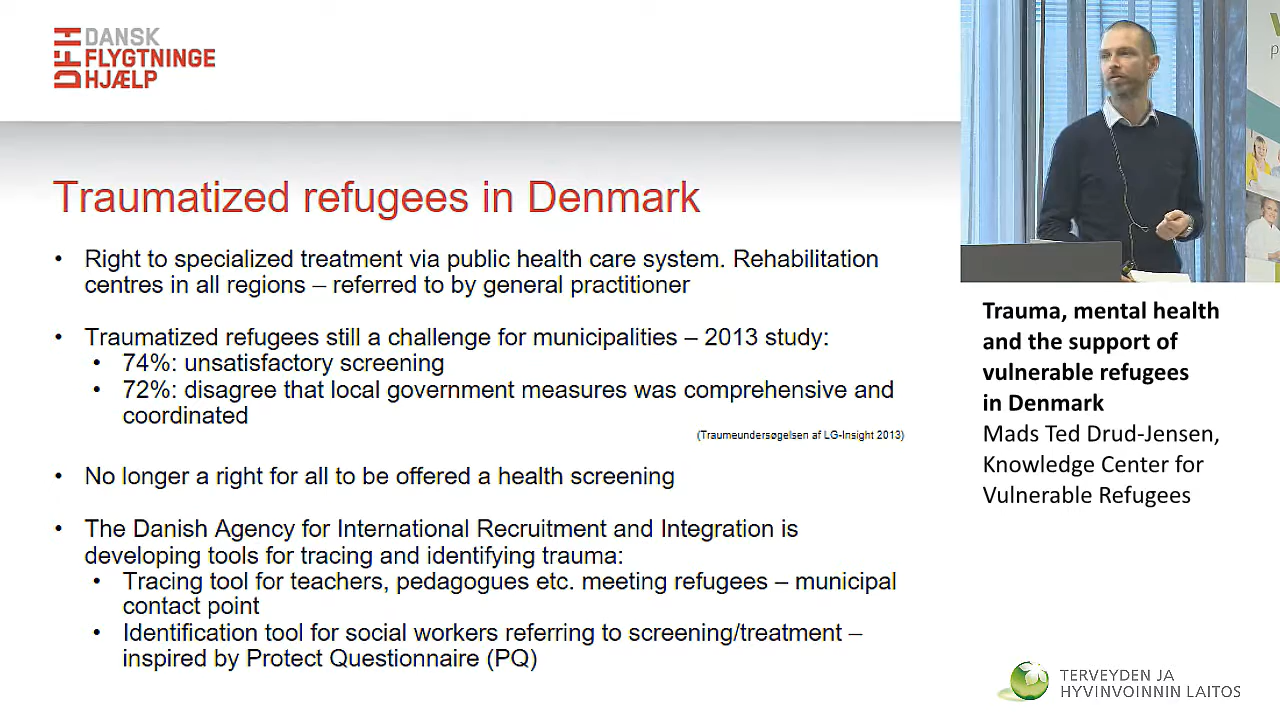 DFH DANSK
FLYGTNINGE
HJÆLP
Traumatized refugees in Denmark
• Right to specialized treatment via public health care system. Rehabilitation
centres in all regions – referred to by general practitioner
• Traumatized refugees still a challenge for municipalities – 2013 study:
• 74%: unsatisfactory screening
• 72%: disagree that local government measures was comprehensive and
coordinated
(Traumeundersøgelsen af LG-Insight 2013)
• No longer a right for all to be offered a health screening
• The Danish Agency for International Recruitment and Integration is
developing tools for tracing and identifying trauma:
• Tracing tool for teachers, pedagogues etc. meeting refugees – municipal
contact point
• Identification tool for social workers referring to screening/treatment –
inspired by Protect Questionnaire (PQ)
Trauma, mental health
and the support of
vulnerable refugees
in Denmark
Mads Ted Drud-Jensen,
Knowledge Center for
Vulnerable Refugees
TERVEYDEN JA
HYVINVOINNIN LAITOS